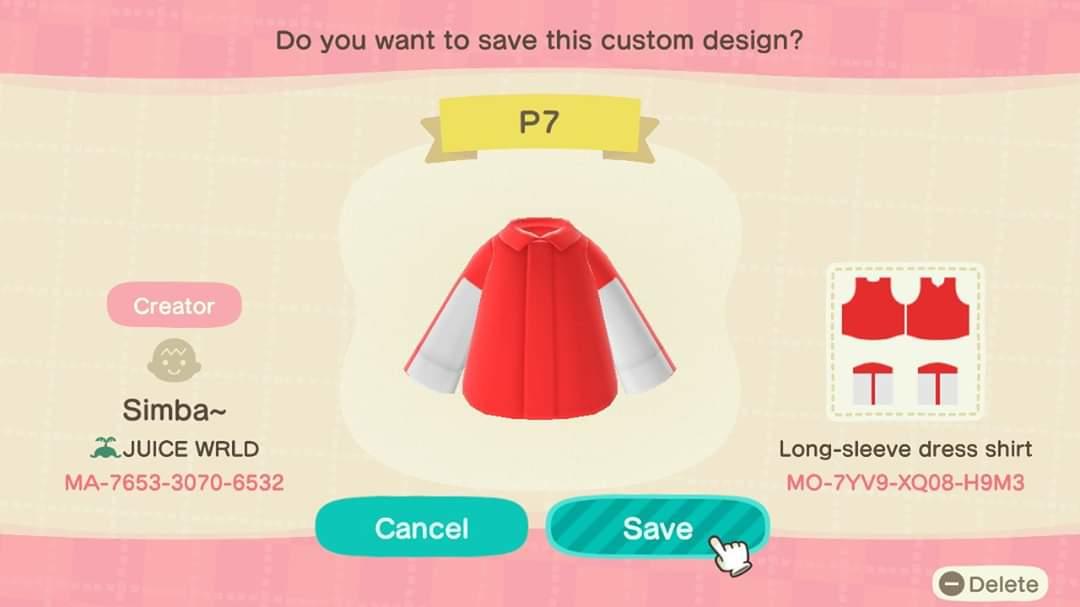 Do you want to save this custom design?
P7
Creator
Simba~
JUICE WRLD
MA-7653-3070-6532
Long-sleeve dress shirt
MO-7YV9-XQ08-H9M3
Cancel
Save
Delete